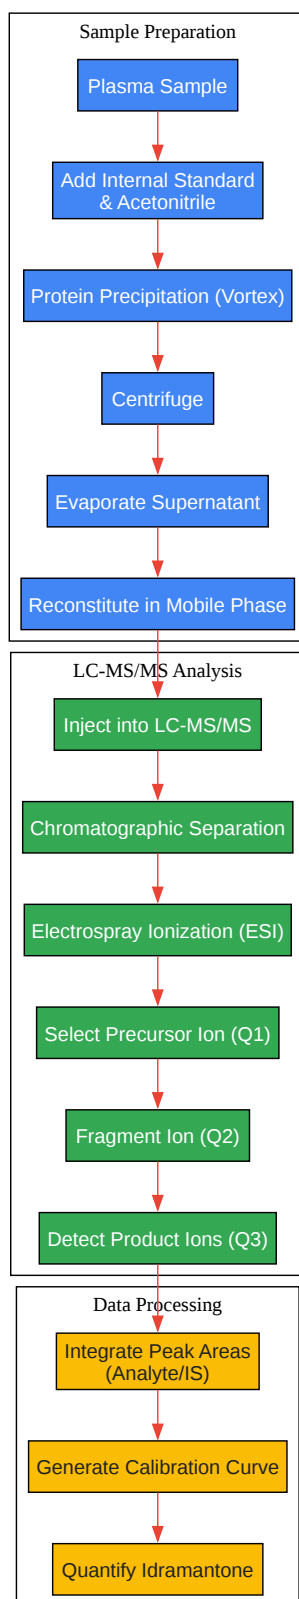 Sample Preparation
Plasma Sample
Add Internal Standard
& Acetonitrile
Protein Precipitation (Vortex)
Centrifuge
Evaporate Supernatant
Reconstitute in Mobile Phase
LC-MS/MS Analysis
Inject into LC-MS/MS
Chromatographic Separation
Electrospray Ionization (ESI)
Select Precursor Ion (Q1)
Fragment Ion (Q2)
Detect Product Ions (Q3)
Data Processing
Integrate Peak Areas
(Analyte/IS)
Generate Calibration Curve
Quantify Idramantone